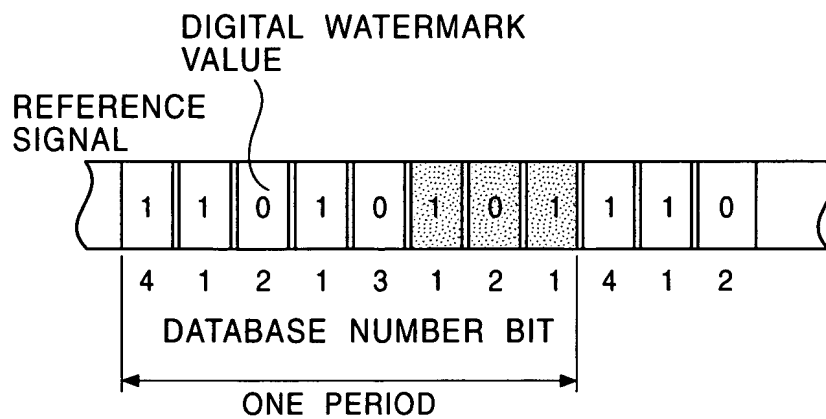 DIGITAL WATERMARK
VALUE
REFERENCE
SIGNAL
1 1 0 1 0 1 0 1 1 1 0
4 1 2 1 3 1 2 1 4 1 2
DATABASE NUMBER BIT
ONE PERIOD